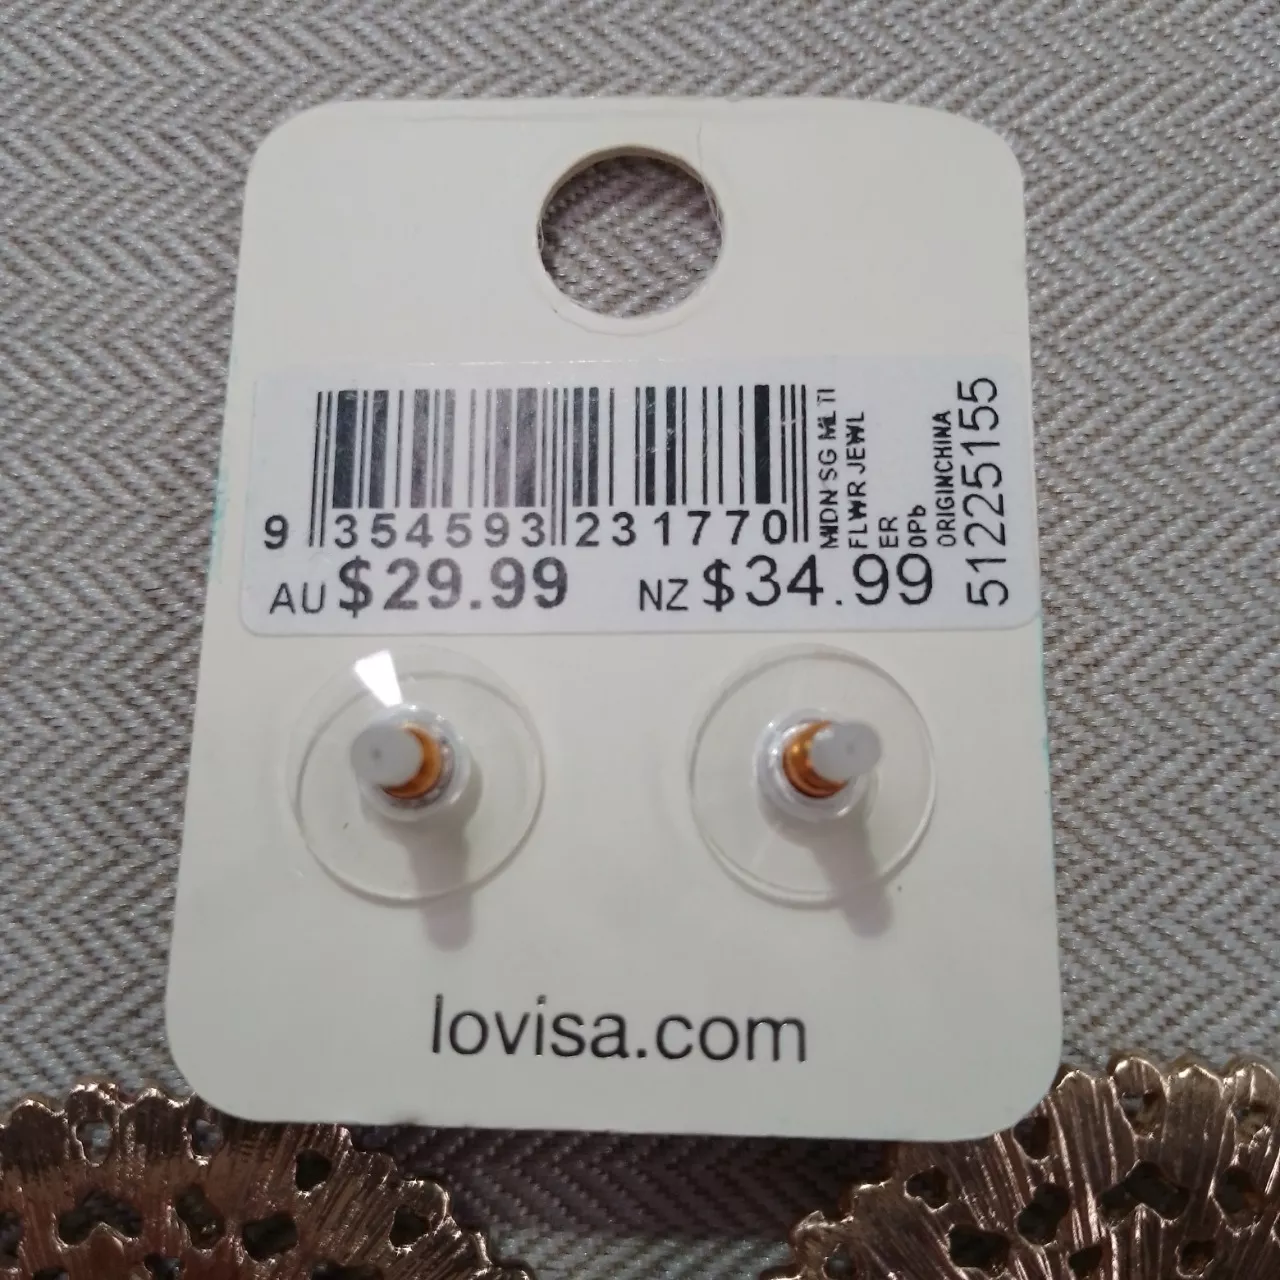 9 354593 231770
AU $29.99 NZ $34.99
MIDN SG MLTI
FLWR JEWL
ER
0Pb
ORIGINCHINA
51225155
lovisa.com